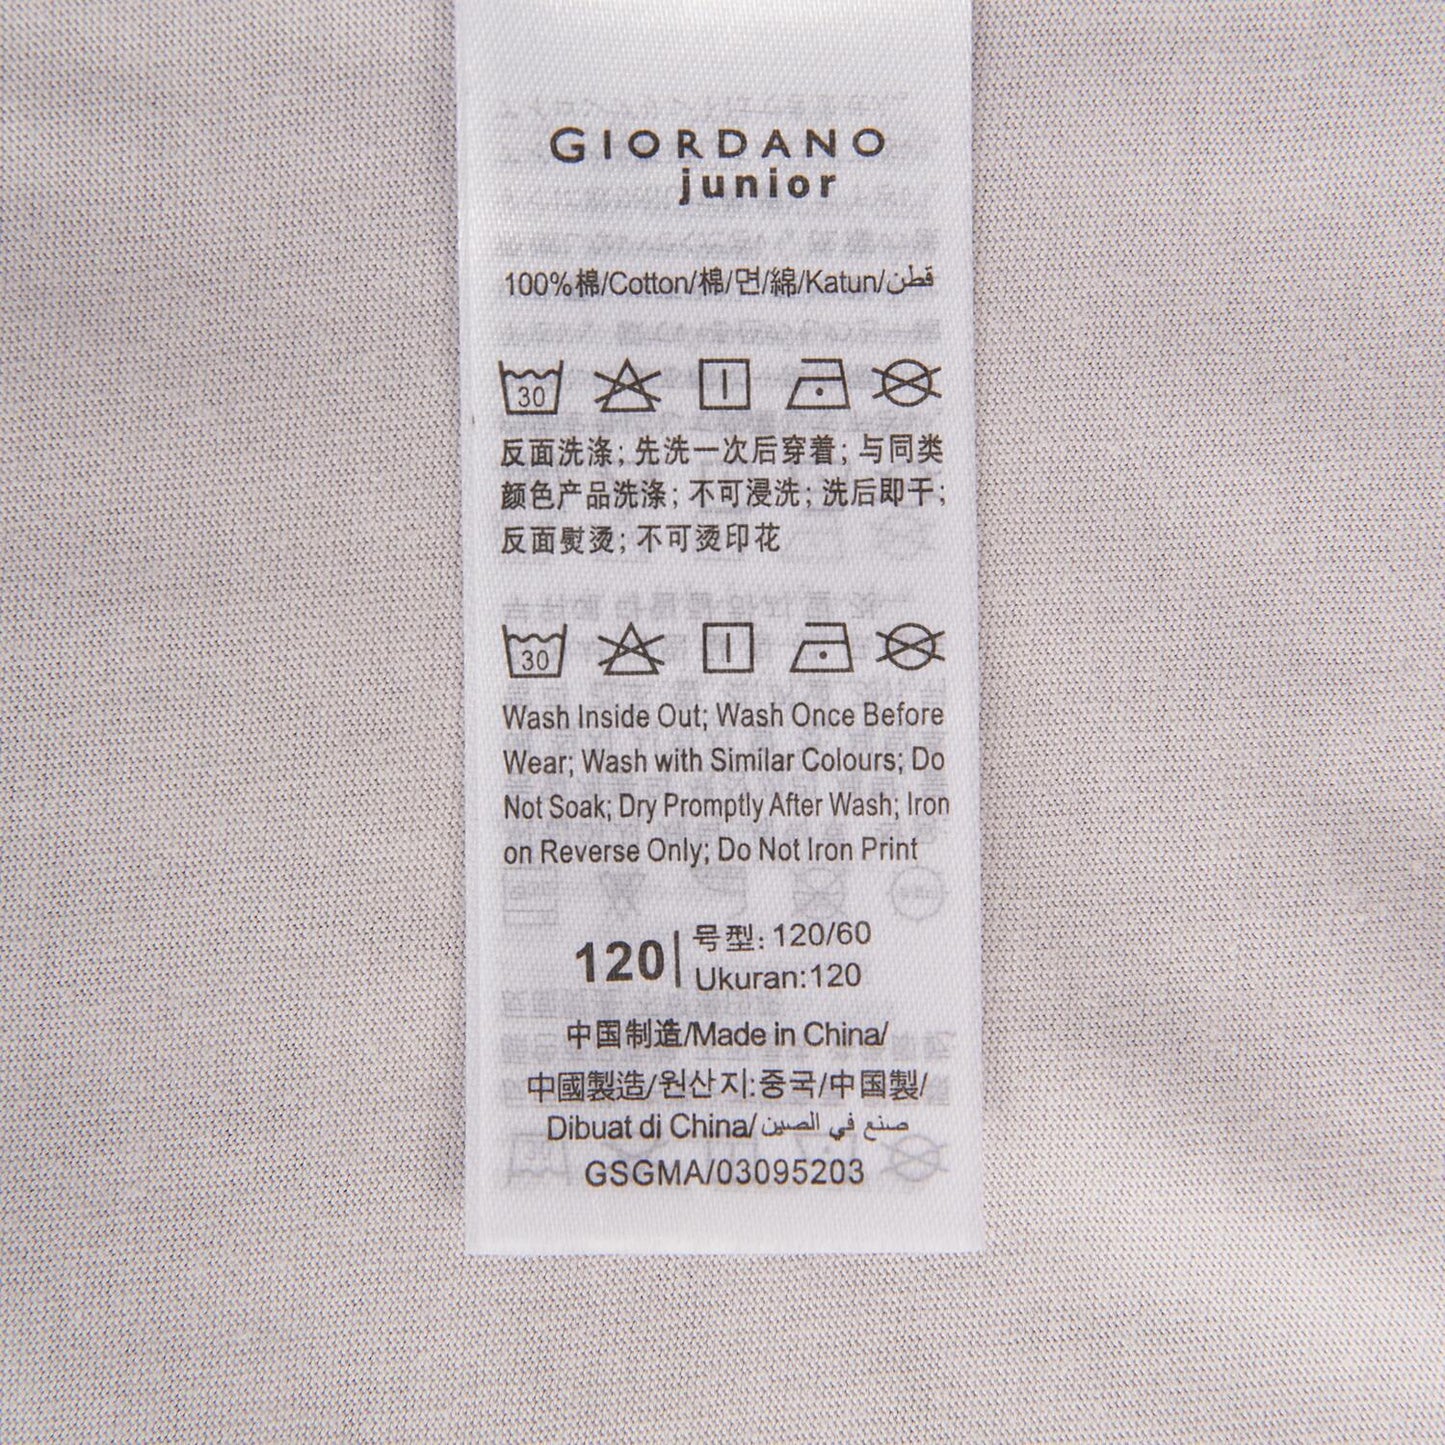 GIORDANO
junior
100%棉/Cotton/棉/면/綿/Katun/قطن
30
反面洗涤; 先洗一次后穿着; 与同类
颜色产品洗涤; 不可浸洗; 洗后即干;
反面熨烫; 不可烫印花
30
Wash Inside Out; Wash Once Before
Wear; Wash with Similar Colours; Do
Not Soak; Dry Promptly After Wash; Iron
on Reverse Only; Do Not Iron Print
120 号型: 120/60
Ukuran:120
中国制造/Made in China/
中國製造/원산지:중국/中国製/
Dibuat di China/صنع في الصين
GSGMA/03095203